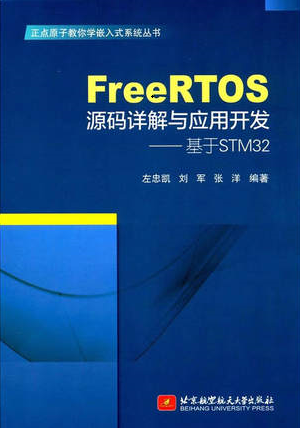 正点原子教你学嵌入式系统丛书
FreeRTOS
源码详解与应用开发
——基于STM32
左忠凯 刘 军 张 洋 编著
北京航空航天大学出版社
BEIHANG UNIVERSITY PRESS